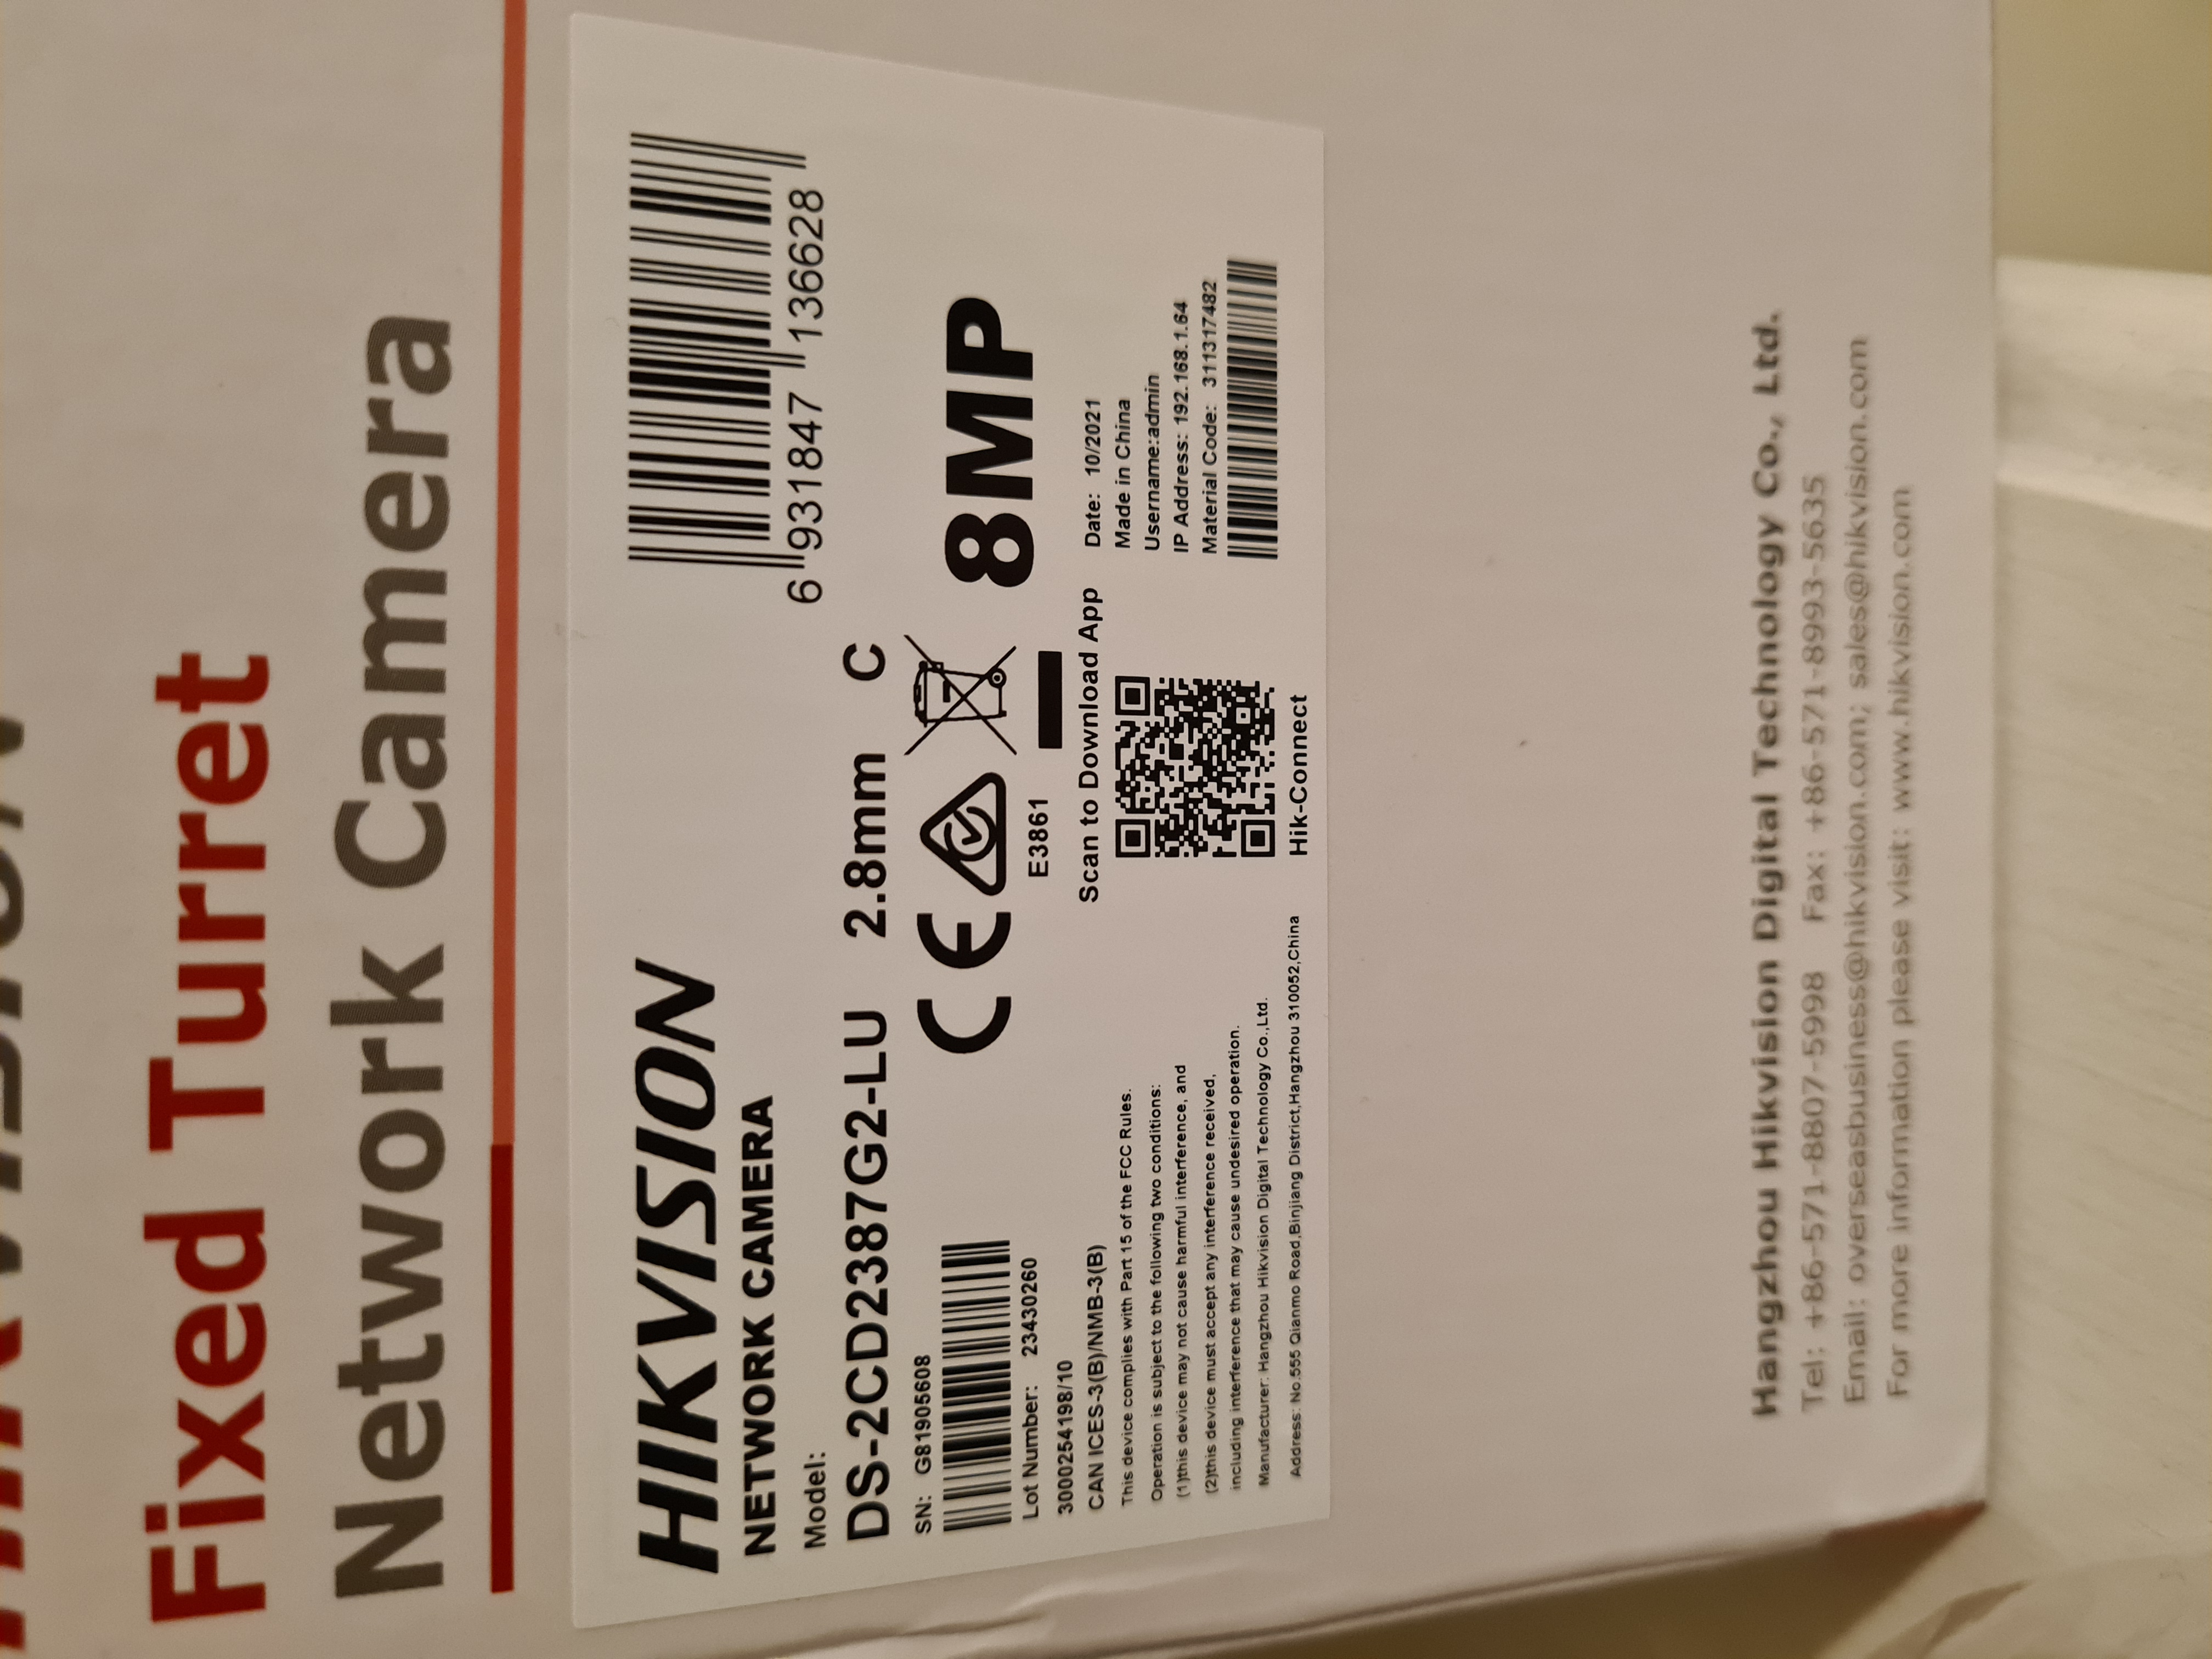 HIKVISION
Fixed Turret
Network Camera
HIKVISION
NETWORK CAMERA
6 931847 136628
Model:
DS-2CD2387G2-LU 2.8mm C
SN: G81905608
8MP
Lot Number: 23430260
E3861
3000254198/10
CAN ICES-3(B)/NMB-3(B)
This device complies with Part 15 of the FCC Rules.
Operation is subject to the following two conditions:
(1)this device may not cause harmful interference, and
(2)this device must accept any interference received,
including interference that may cause undesired operation.
Manufacturer: Hangzhou Hikvision Digital Technology Co.,Ltd.
Address: No.555 Qianmo Road,Binjiang District,Hangzhou 310052,China
Scan to Download App
Hik-Connect
Date: 10/2021
Made in China
Username:admin
IP Address: 192.168.1.64
Material Code: 311317482
Hangzhou Hikvision Digital Technology Co., Ltd.
Tel: +86-571-8807-5998 Fax: +86-571-8993-5635
Email: overseasbusiness@hikvision.com; sales@hikvision.com
For more information please visit: www.hikvision.com